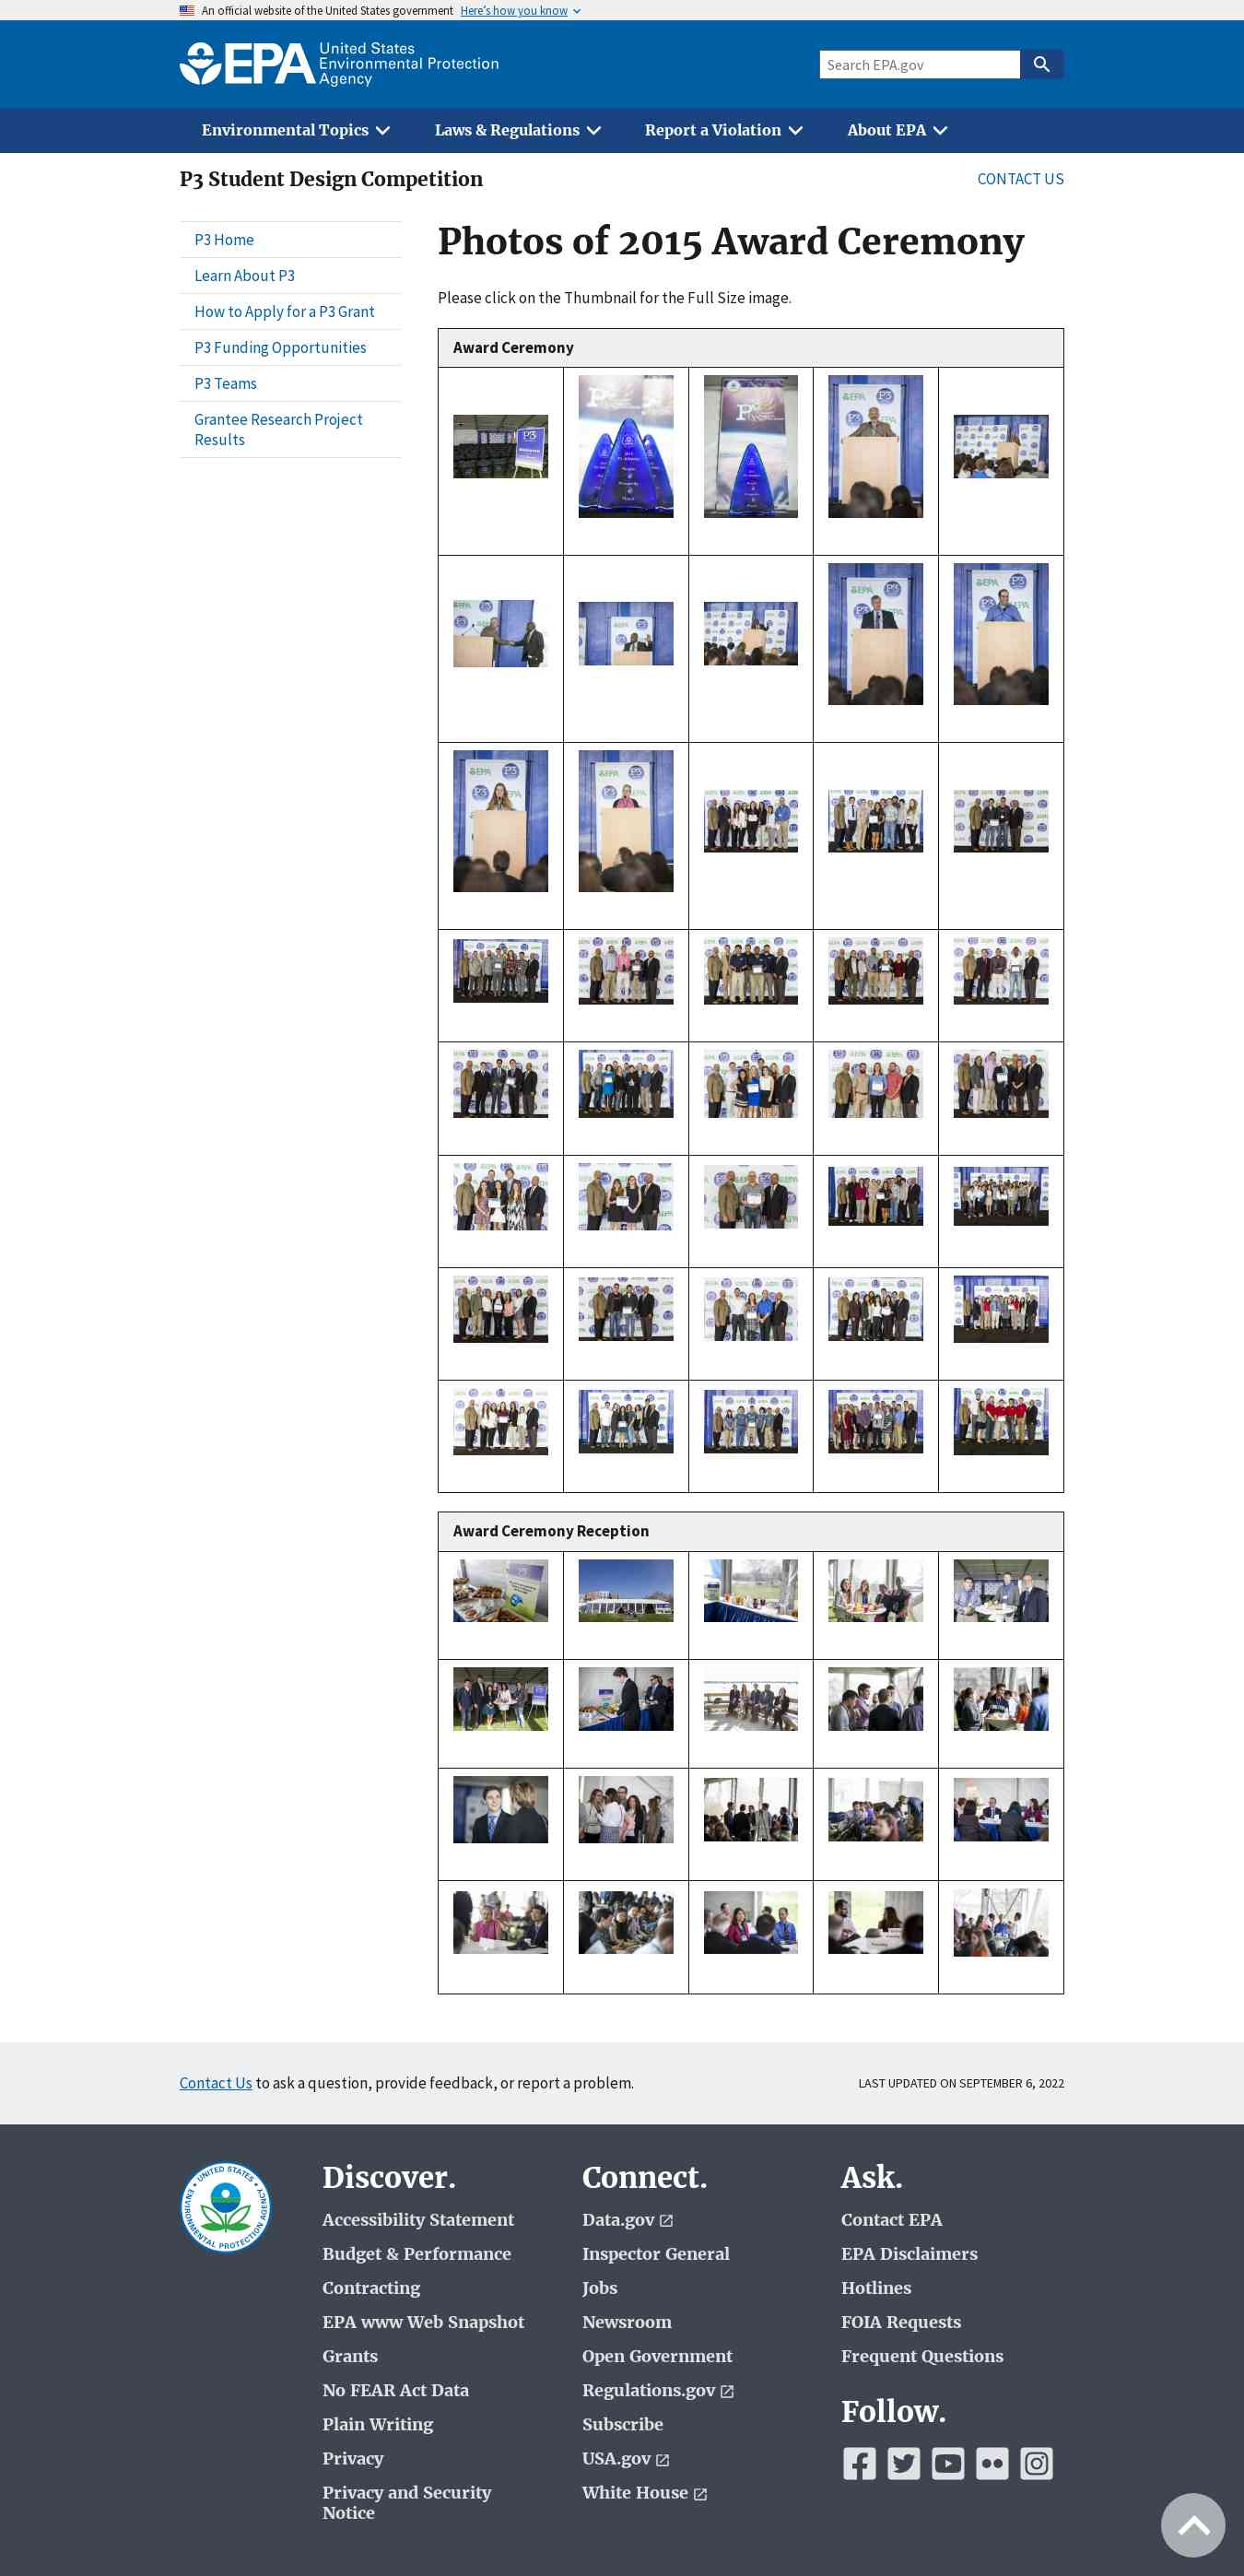 An official website of the United States government Here's how you know
EPA United States
Environmental Protection
Agency
Search EPA.gov
Environmental Topics
Laws & Regulations
Report a Violation
About EPA
P3 Student Design Competition
CONTACT US
P3 Home
Learn About P3
How to Apply for a P3 Grant
P3 Funding Opportunities
P3 Teams
Grantee Research Project
Results
Photos of 2015 Award Ceremony
Please click on the Thumbnail for the Full Size image.
Award Ceremony
Award Ceremony Reception
Contact Us to ask a question, provide feedback, or report a problem.
LAST UPDATED ON SEPTEMBER 6, 2022
UNITED STATES
ENVIRONMENTAL PROTECTION AGENCY
Discover.
Accessibility Statement
Budget & Performance
Contracting
EPA www Web Snapshot
Grants
No FEAR Act Data
Plain Writing
Privacy
Privacy and Security
Notice
Connect.
Data.gov
Inspector General
Jobs
Newsroom
Open Government
Regulations.gov
Subscribe
USA.gov
White House
Ask.
Contact EPA
EPA Disclaimers
Hotlines
FOIA Requests
Frequent Questions
Follow.